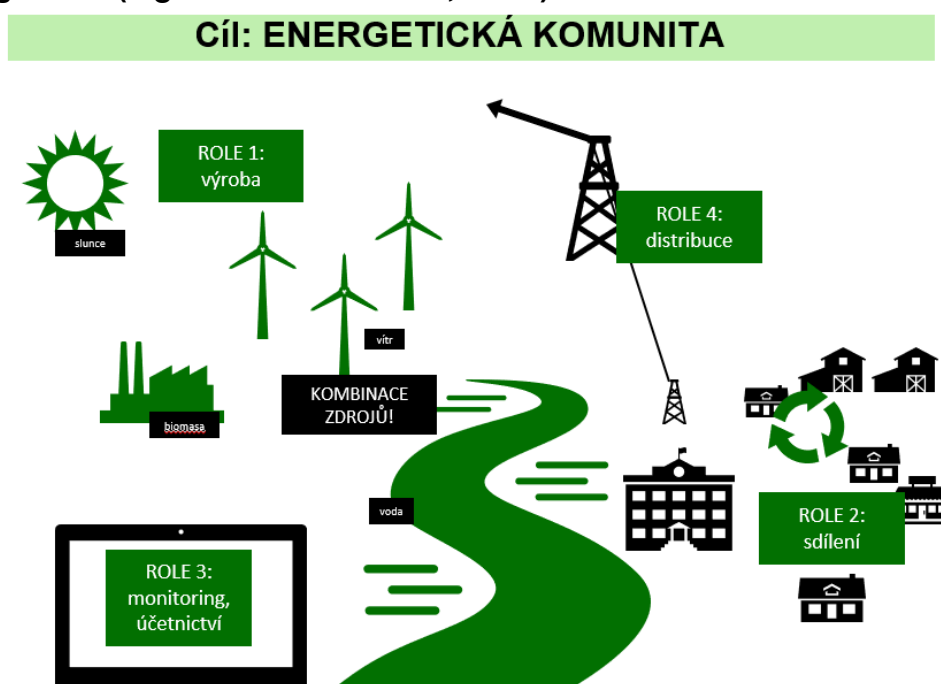 Cíl: ENERGETICKÁ KOMUNITA
ROLE 1:
výroba
slunce
ROLE 4:
distribuce
vítr
KOMBINACE
ZDROJŮ!
biomasa
voda
ROLE 2:
sdílení
ROLE 3:
monitoring,
účetnictví